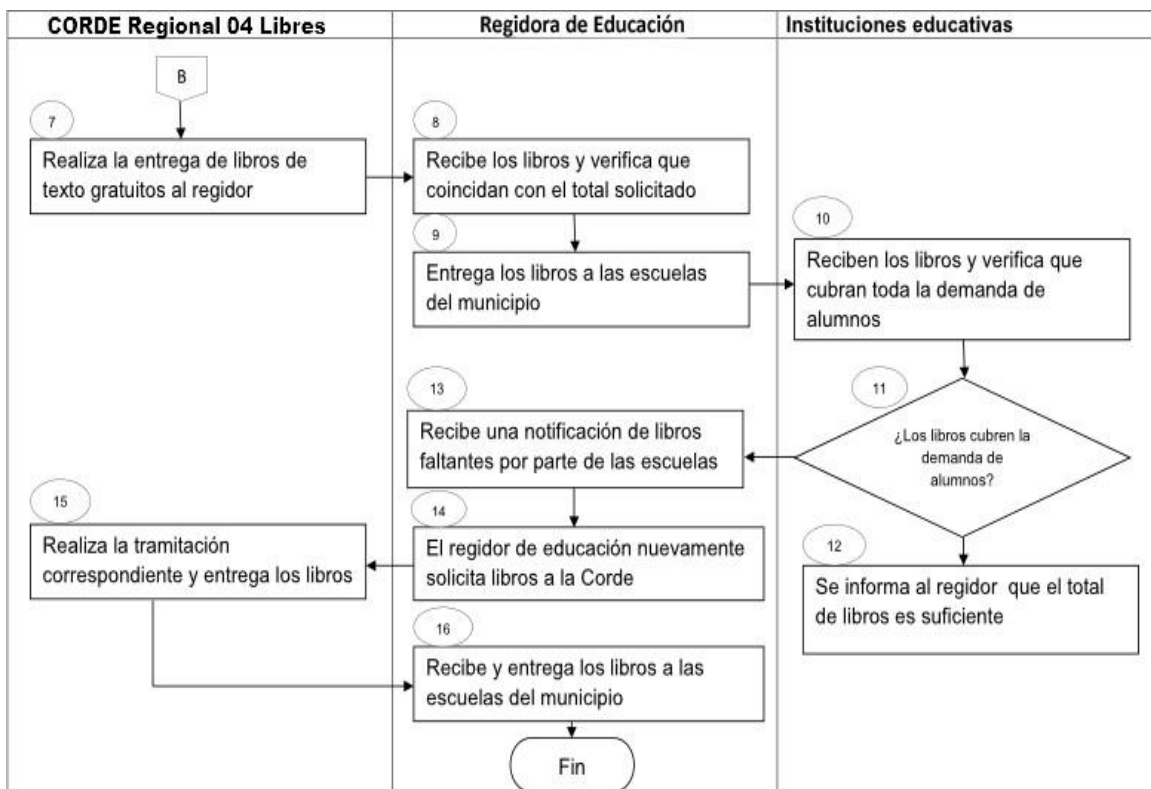 CORDE Regional 04 Libres
Regidora de Educación
Instituciones educativas
B
7
Realiza la entrega de libros de
texto gratuitos al regidor
8
Recibe los libros y verifica que
coincidan con el total solicitado
9
Entrega los libros a las escuelas
del municipio
10
Reciben los libros y verifica que
cubran toda la demanda de
alumnos
11
¿Los libros cubren la
demanda de
alumnos?
12
Se informa al regidor que el total
de libros es suficiente
13
Recibe una notificación de libros
faltantes por parte de las escuelas
14
El regidor de educación nuevamente
solicita libros a la Corde
15
Realiza la tramitación
correspondiente y entrega los libros
16
Recibe y entrega los libros a las
escuelas del municipio
Fin